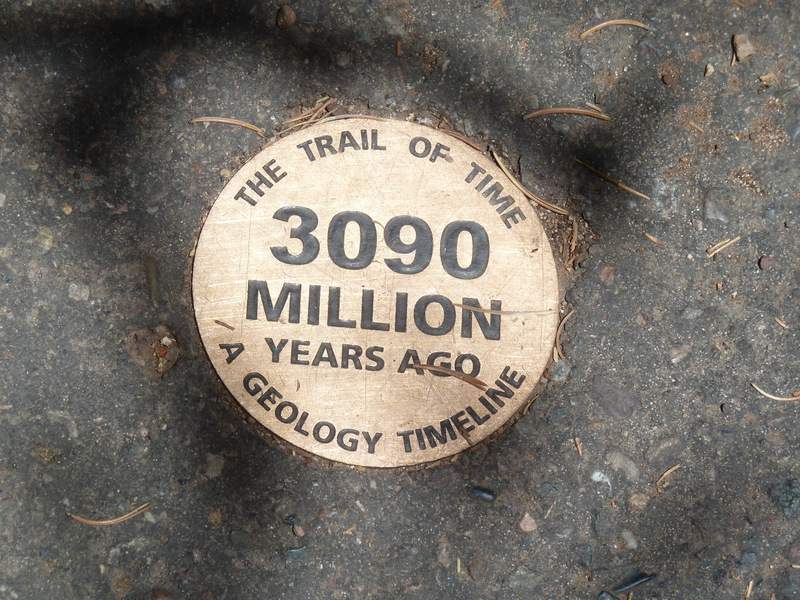 THE TRAIL OF TIME
3090
MILLION
YEARS AGO
A GEOLOGY TIMELINE